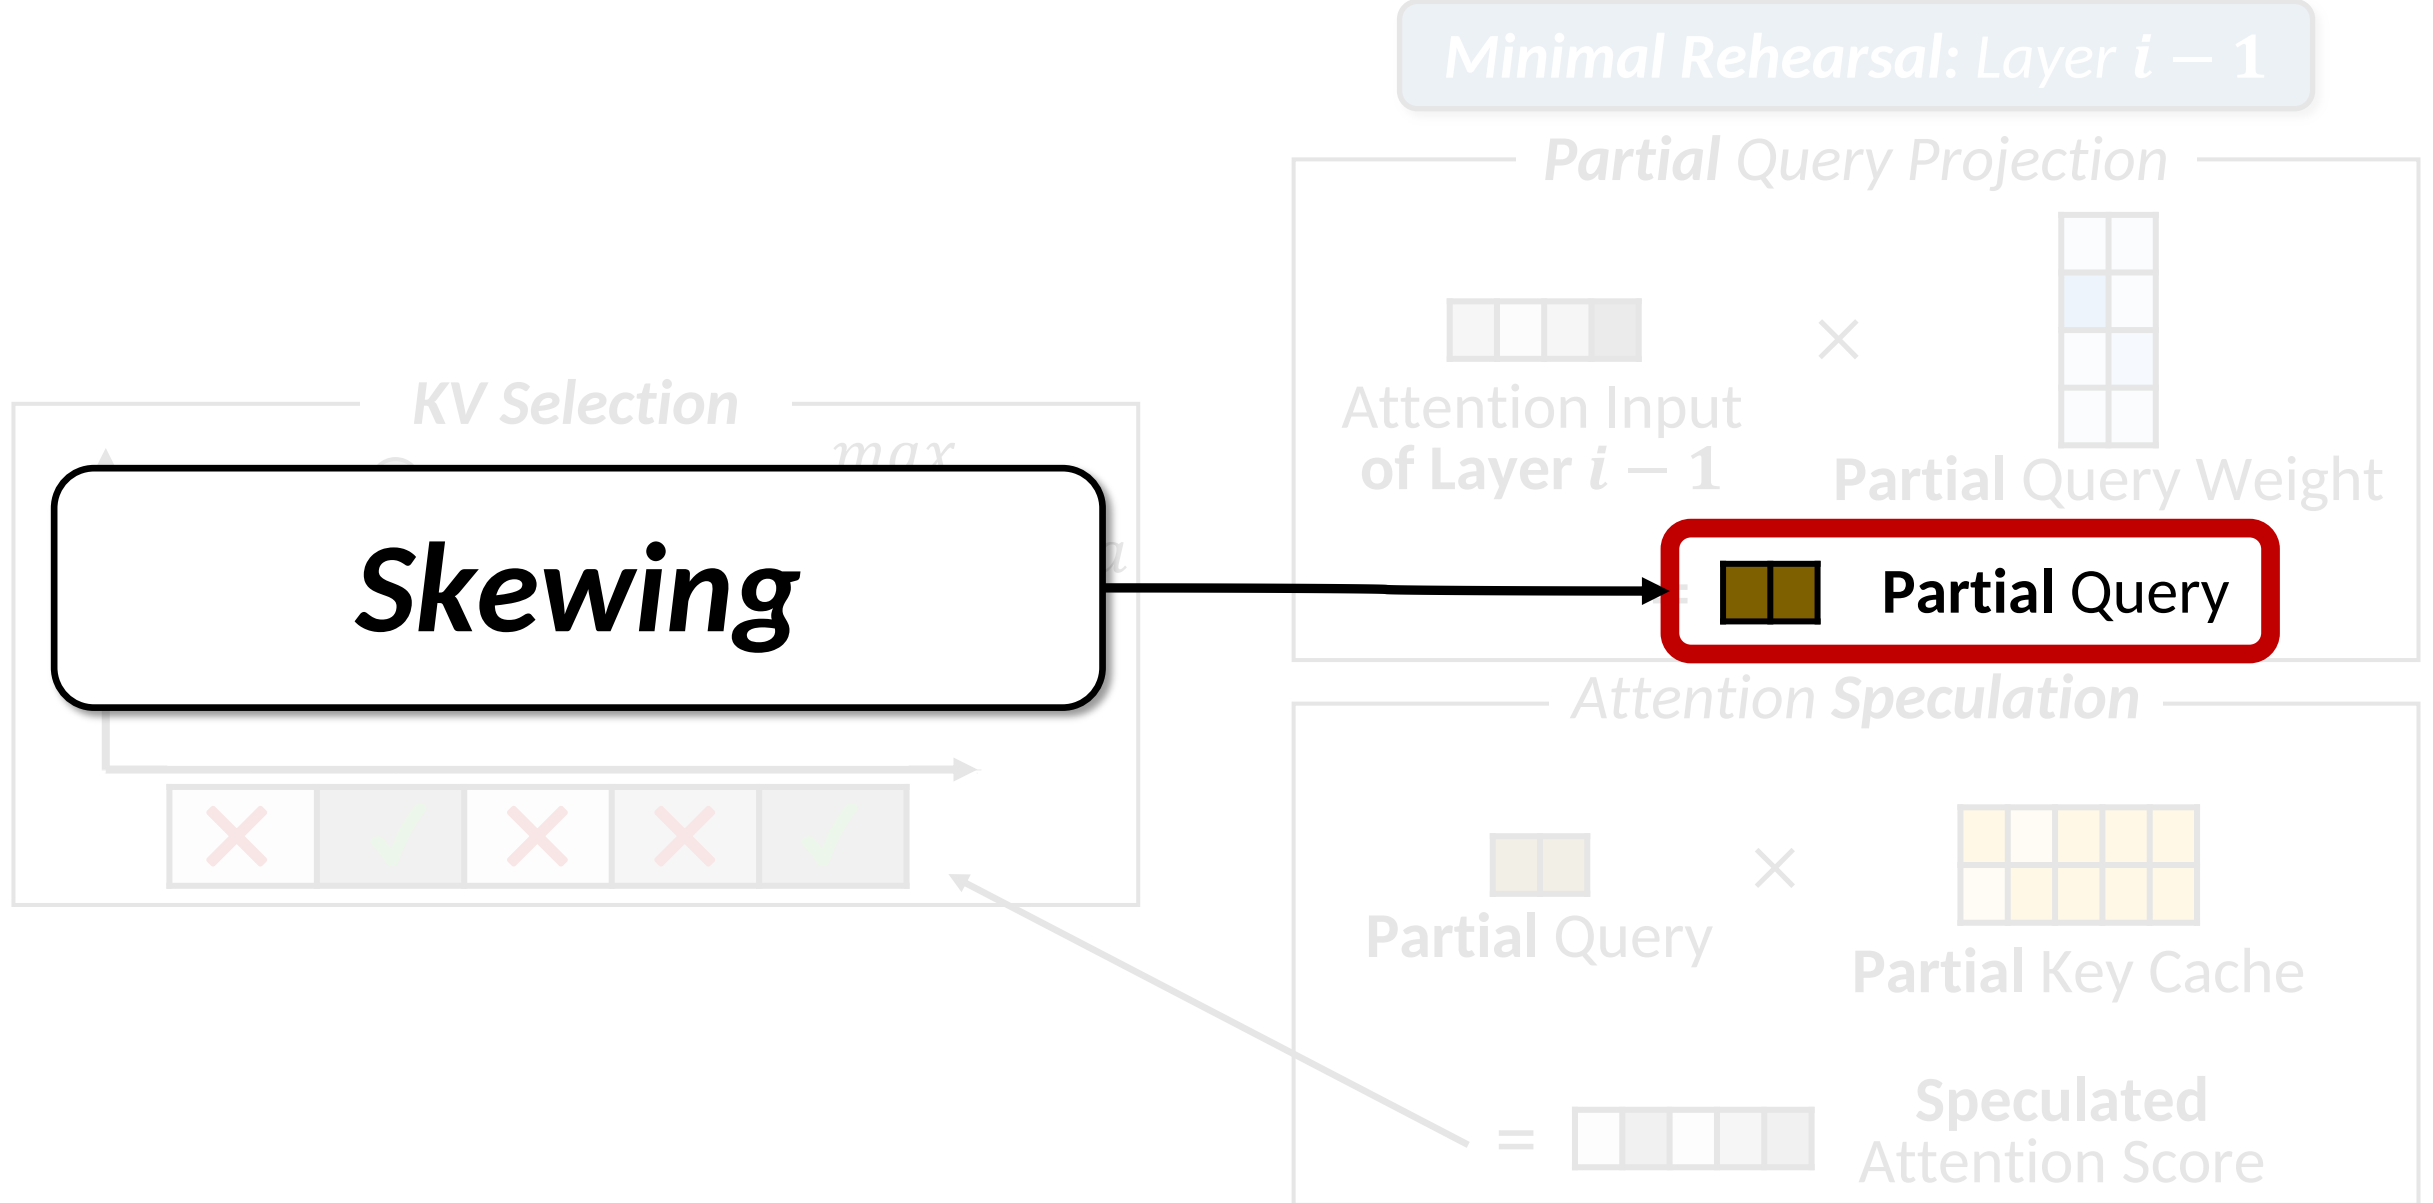 Minimal Rehearsal: Layer i − 1
Partial Query Projection
×
Attention Input
of Layer i − 1
Partial Query Weight
= Partial Query
KV Selection
max
Skewing
Attention Speculation
×
Partial Query
Partial Key Cache
=
Speculated
Attention Score